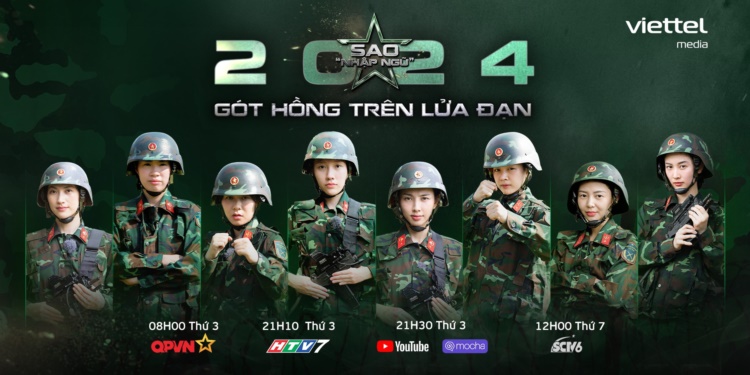 viettel
media
2024
SAO
"NHẬP NGŨ"
GÓT HỒNG TRÊN LỬA ĐẠN
08H00 Thứ 3
21H10 Thứ 3
21H30 Thứ 3
12H00 Thứ 7
QPVN
HTV7
YouTube
mocha
SCTV6